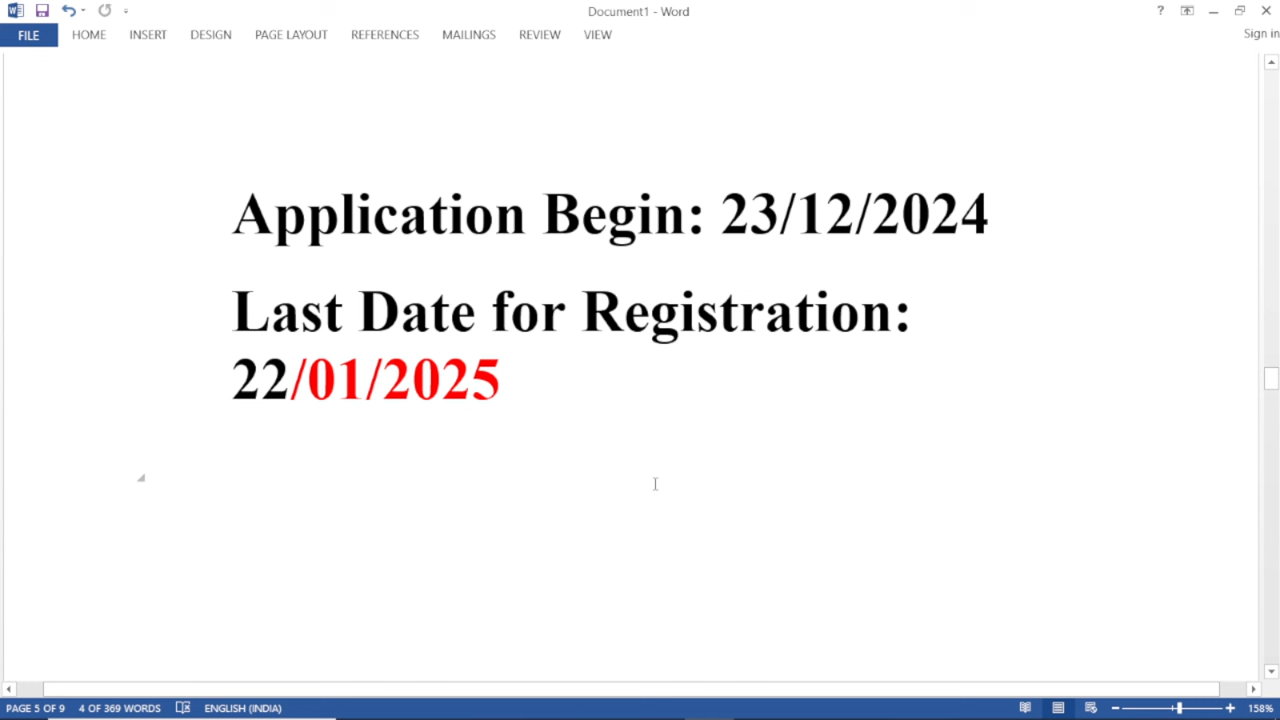 Document1 - Word
?
Sign in
FILE HOME INSERT DESIGN PAGE LAYOUT REFERENCES MAILINGS REVIEW VIEW
Application Begin: 23/12/2024
Last Date for Registration:
22/01/2025
PAGE 5 OF 9 4 OF 369 WORDS ENGLISH (INDIA) 158%